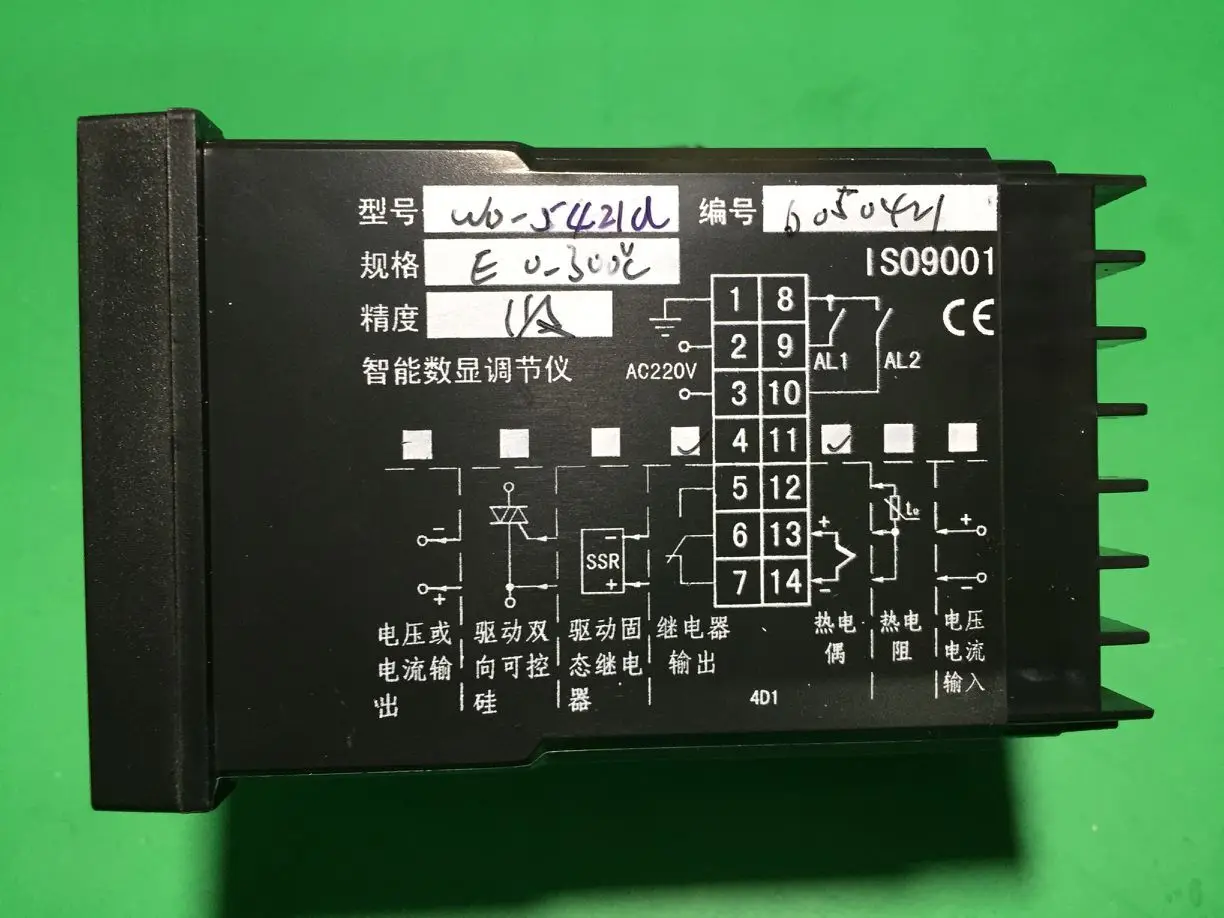 型号 WD-5421d 编号 6050421
规格 E 0-300℃
ISO9001
精度
CE
智能数显调节仪
AC220V
1 8
2 9
3 10
4 11
5 12
6 13
7 14
AL1 AL2
- +
SSR - +
+ -
t₀
+ -
电压或电流输出
驱动双向可控硅
驱动固态继电器
继电器输出
热电偶
热电阻
电压电流输入
4D1